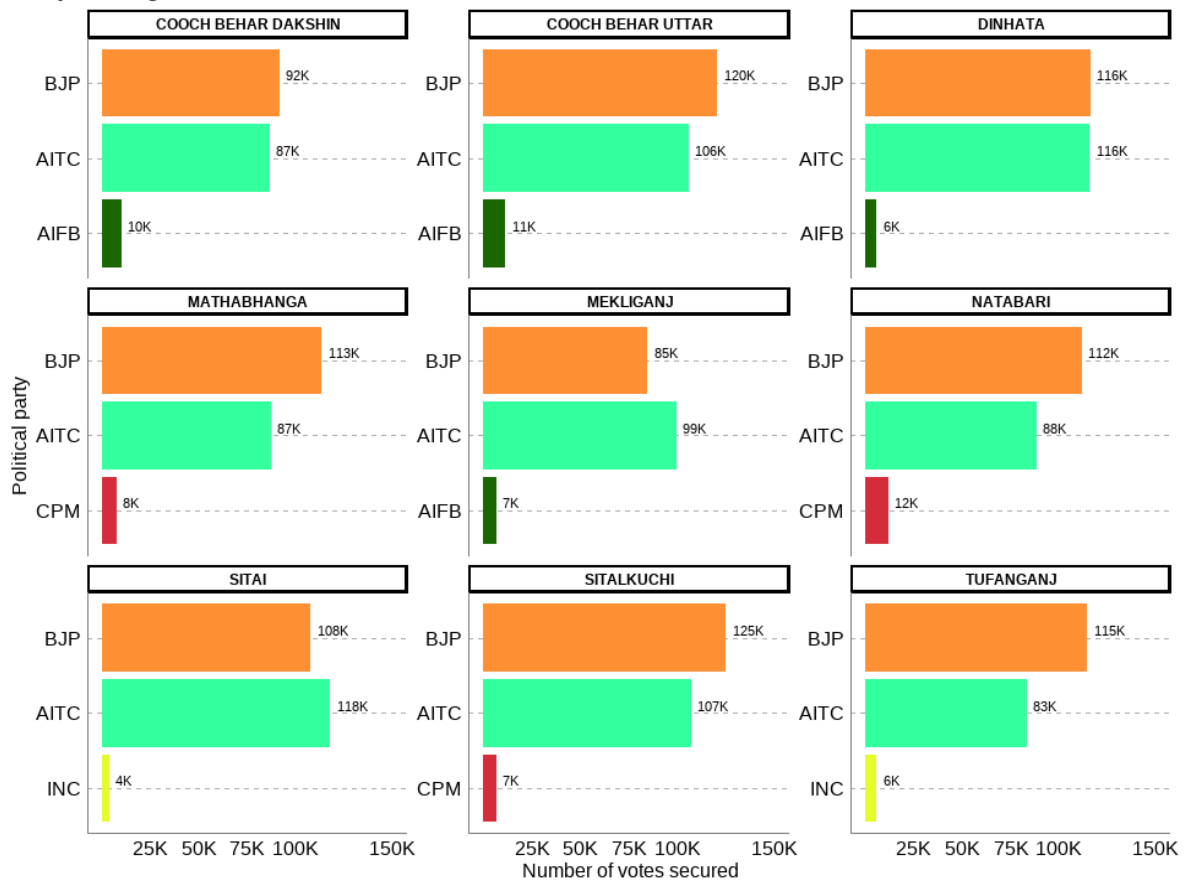 COOCH BEHAR DAKSHIN
BJP 92K
AITC 87K
AIFB 10K
COOCH BEHAR UTTAR
BJP 120K
AITC 106K
AIFB 11K
DINHATA
BJP 116K
AITC 116K
AIFB 6K
Political party
MATHABHANGA
BJP 113K
AITC 87K
CPM 8K
MEKLIGANJ
BJP 85K
AITC 99K
AIFB 7K
NATABARI
BJP 112K
AITC 88K
CPM 12K
SITAI
BJP 108K
AITC 118K
INC 4K
25K 50K 75K 100K 150K
SITALKUCHI
BJP 125K
AITC 107K
CPM 7K
25K 50K 75K 100K 150K
TUFANGANJ
BJP 115K
AITC 83K
INC 6K
25K 50K 75K 100K 150K
Number of votes secured